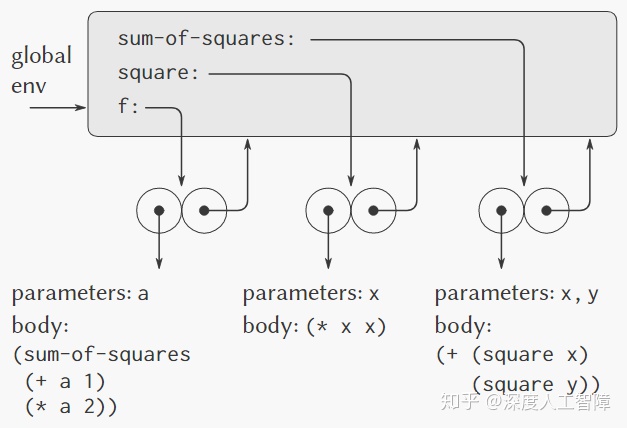 global
env
sum-of-squares:
square:
f:
parameters: a
body:
(sum-of-squares
(+ a 1)
(* a 2))
parameters: x
body: (* x x)
parameters: x, y
body:
(+ (square x)
(square y))
知乎 @深度人工智障